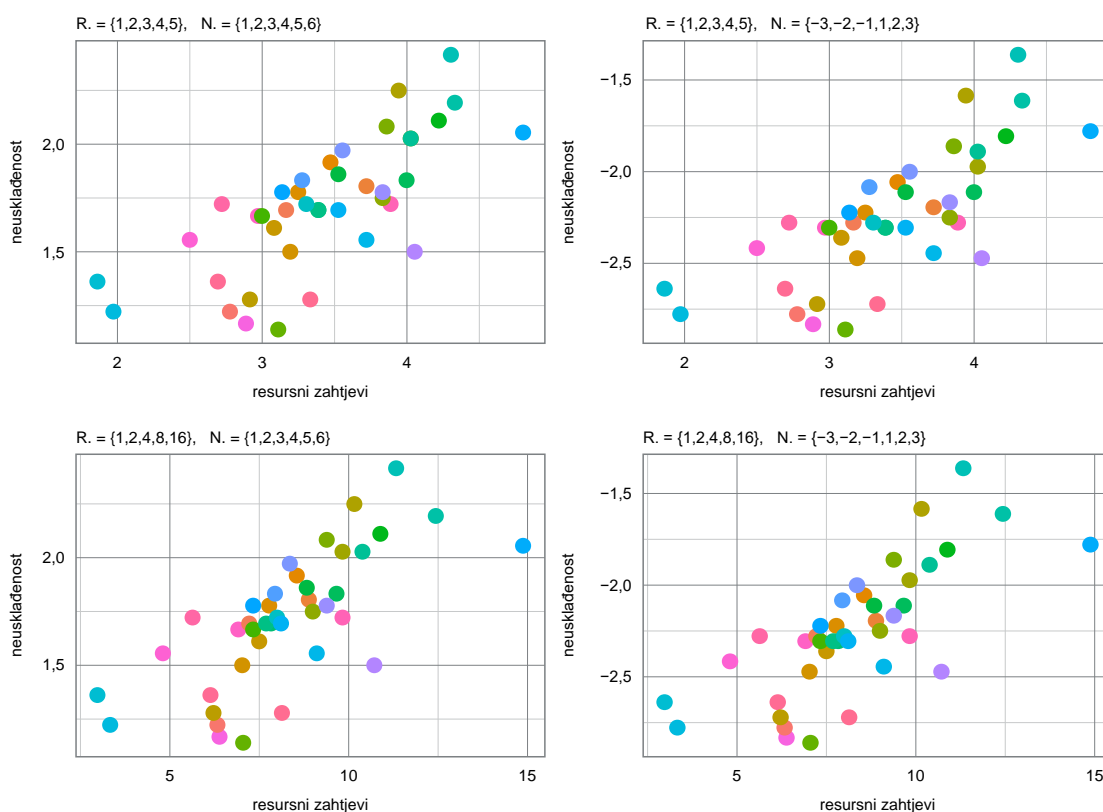 R. = {1,2,3,4,5},   N. = {1,2,3,4,5,6}
neusklađenost
2,0
1,5
2 3 4
resursni zahtjevi
R. = {1,2,3,4,5},   N. = {−3,−2,−1,1,2,3}
neusklađenost
−1,5
−2,0
−2,5
2 3 4
resursni zahtjevi
R. = {1,2,4,8,16},   N. = {1,2,3,4,5,6}
neusklađenost
2,0
1,5
5 10 15
resursni zahtjevi
R. = {1,2,4,8,16},   N. = {−3,−2,−1,1,2,3}
neusklađenost
−1,5
−2,0
−2,5
5 10 15
resursni zahtjevi